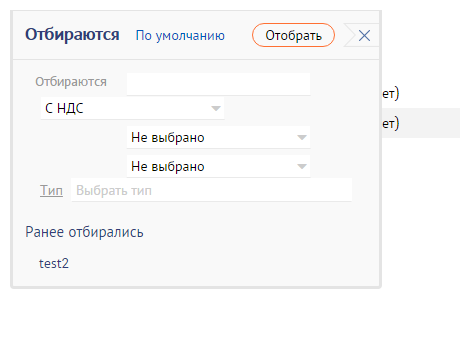 Отбираются По умолчанию Отобрать
Отбираются
С НДС
ет)
Не выбрано
ет)
Не выбрано
Тип Выбрать тип
Ранее отбирались
test2